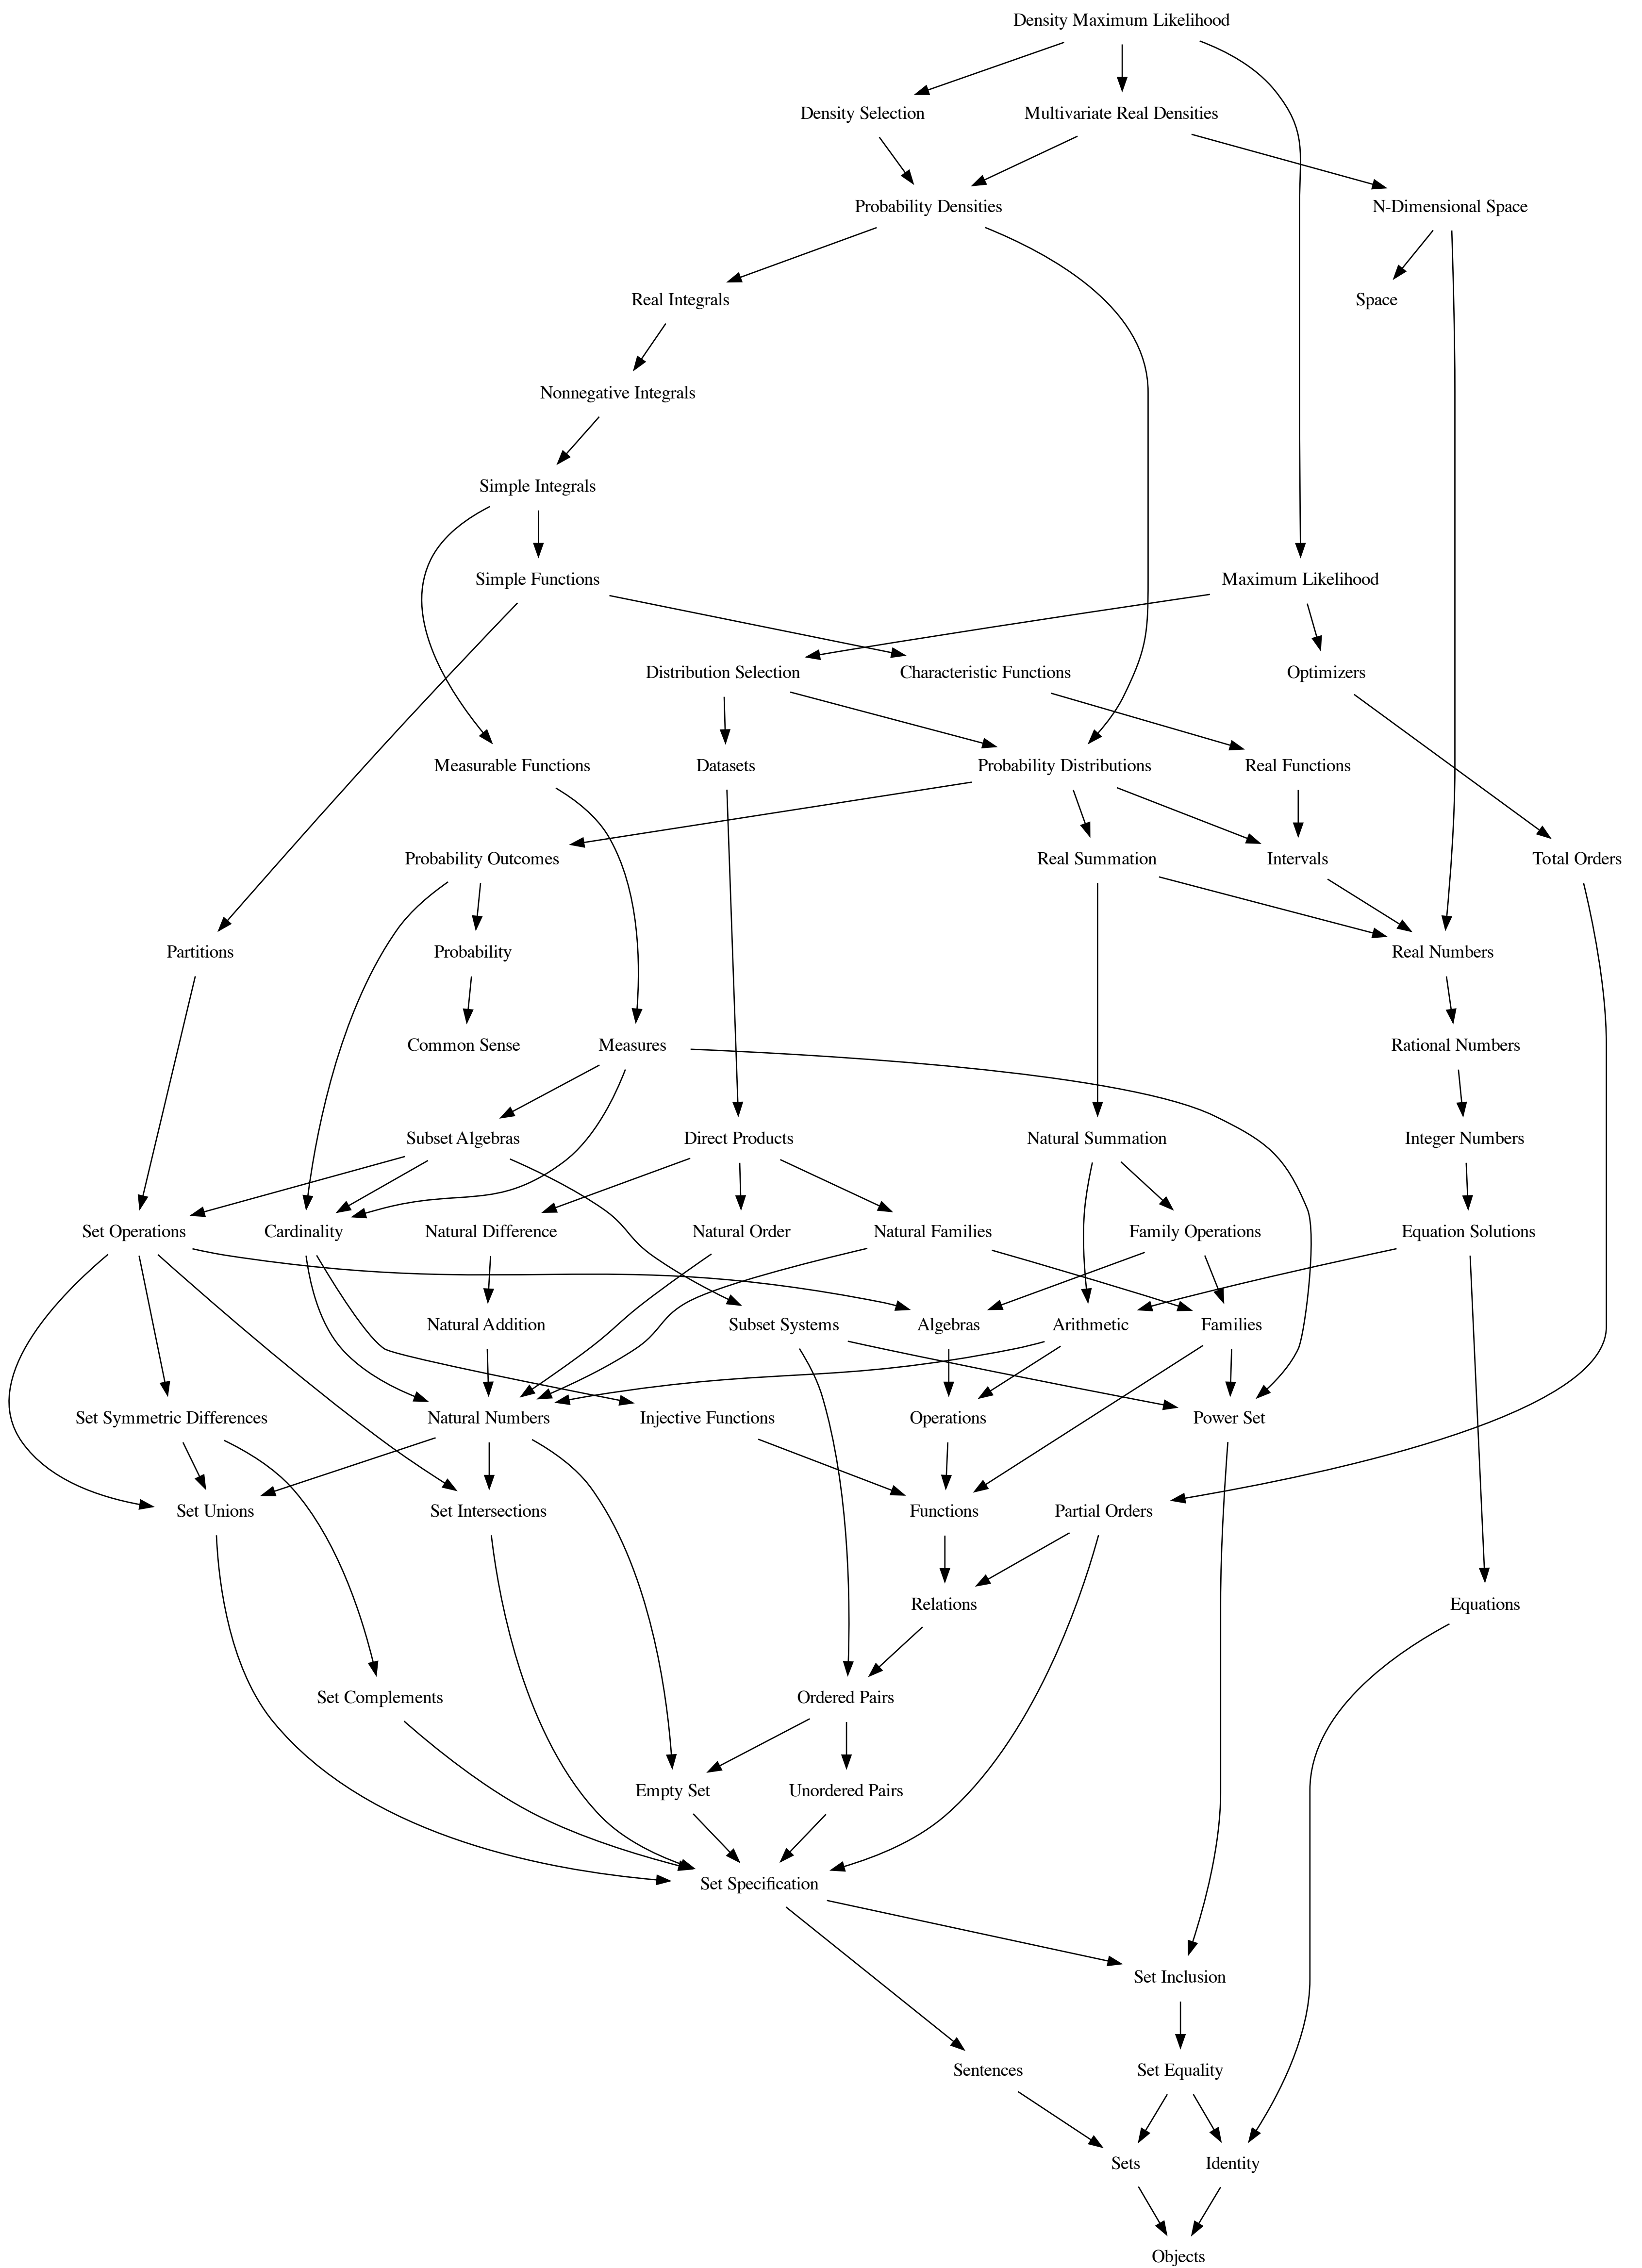 Density Maximum Likelihood
Density Selection
Multivariate Real Densities
Probability Densities
N-Dimensional Space
Real Integrals
Space
Nonnegative Integrals
Simple Integrals
Simple Functions
Maximum Likelihood
Distribution Selection
Characteristic Functions
Optimizers
Measurable Functions
Datasets
Probability Distributions
Real Functions
Probability Outcomes
Real Summation
Intervals
Total Orders
Partitions
Probability
Real Numbers
Common Sense
Measures
Rational Numbers
Subset Algebras
Direct Products
Natural Summation
Integer Numbers
Set Operations
Cardinality
Natural Difference
Natural Order
Natural Families
Family Operations
Equation Solutions
Natural Addition
Subset Systems
Algebras
Arithmetic
Families
Set Symmetric Differences
Natural Numbers
Injective Functions
Operations
Power Set
Set Unions
Set Intersections
Functions
Partial Orders
Relations
Equations
Set Complements
Ordered Pairs
Empty Set
Unordered Pairs
Set Specification
Set Inclusion
Sentences
Set Equality
Sets
Identity
Objects